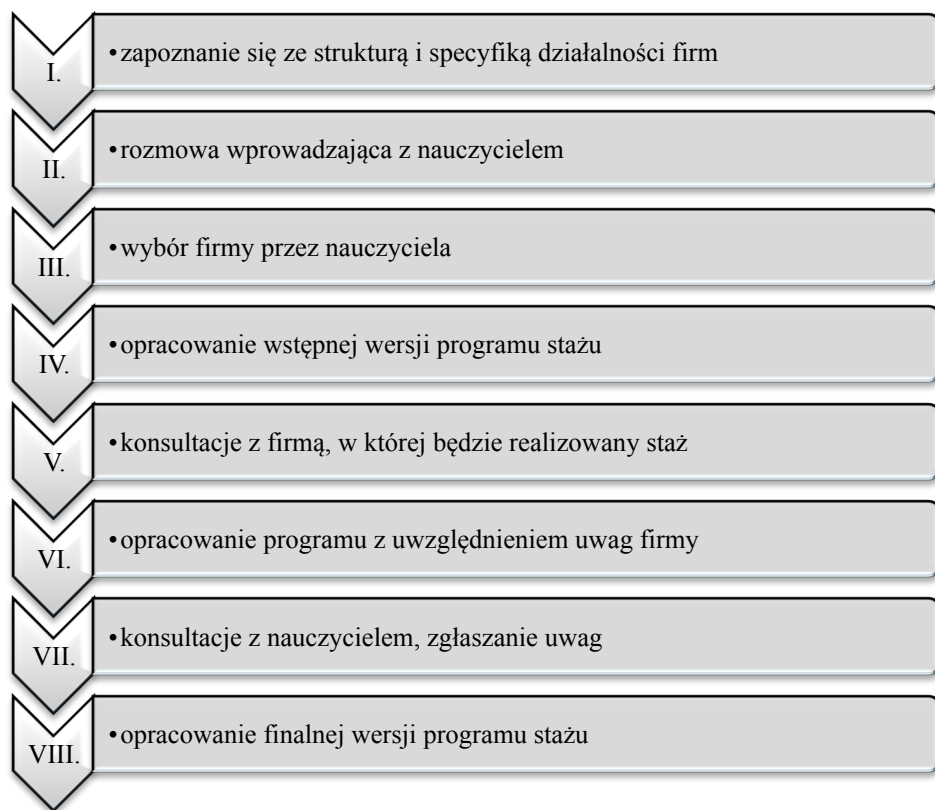 I.
•zapoznanie się ze strukturą i specyfiką działalności firm
II.
•rozmowa wprowadzająca z nauczycielem
III.
•wybór firmy przez nauczyciela
IV.
•opracowanie wstępnej wersji programu stażu
V.
•konsultacje z firmą, w której będzie realizowany staż
VI.
•opracowanie programu z uwzględnieniem uwag firmy
VII.
•konsultacje z nauczycielem, zgłaszanie uwag
VIII.
•opracowanie finalnej wersji programu stażu